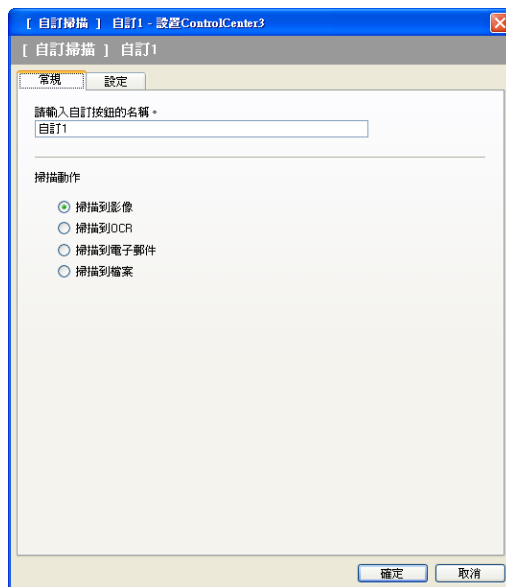 [ 自訂掃描 ] 自訂1 - 設置ControlCenter3
[ 自訂掃描 ] 自訂1
常規 設定
請輸入自訂按鈕的名稱。
自訂1
掃描動作
掃描到影像
掃描到OCR
掃描到電子郵件
掃描到檔案
確定 取消